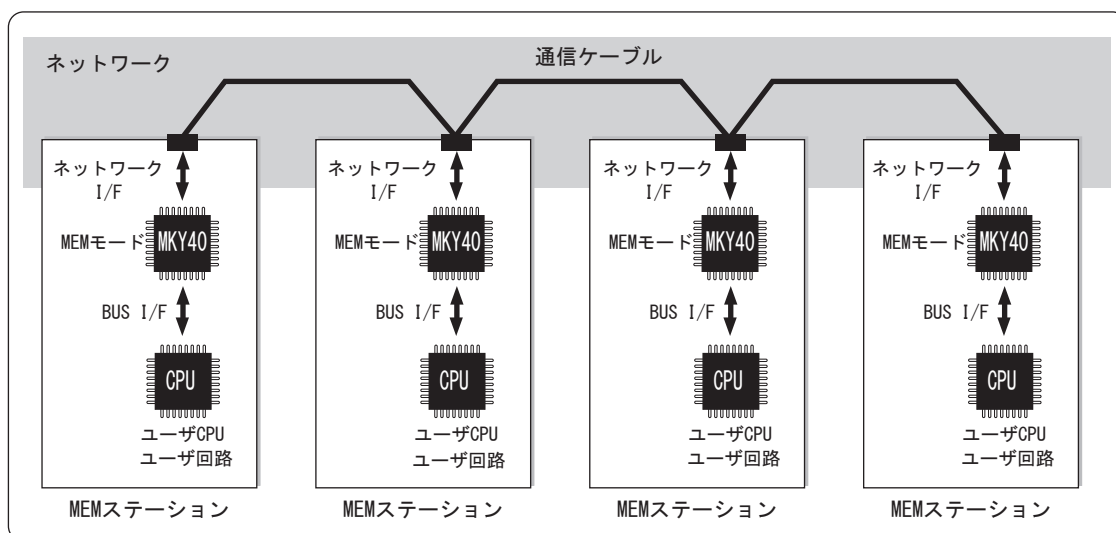 ネットワーク
通信ケーブル
ネットワーク
I/F
MEMモード
MKY40
BUS I/F
CPU
ユーザCPU
ユーザ回路
MEMステーション
ネットワーク
I/F
MEMモード
MKY40
BUS I/F
CPU
ユーザCPU
ユーザ回路
MEMステーション
ネットワーク
I/F
MEMモード
MKY40
BUS I/F
CPU
ユーザCPU
ユーザ回路
MEMステーション
ネットワーク
I/F
MEMモード
MKY40
BUS I/F
CPU
ユーザCPU
ユーザ回路
MEMステーション